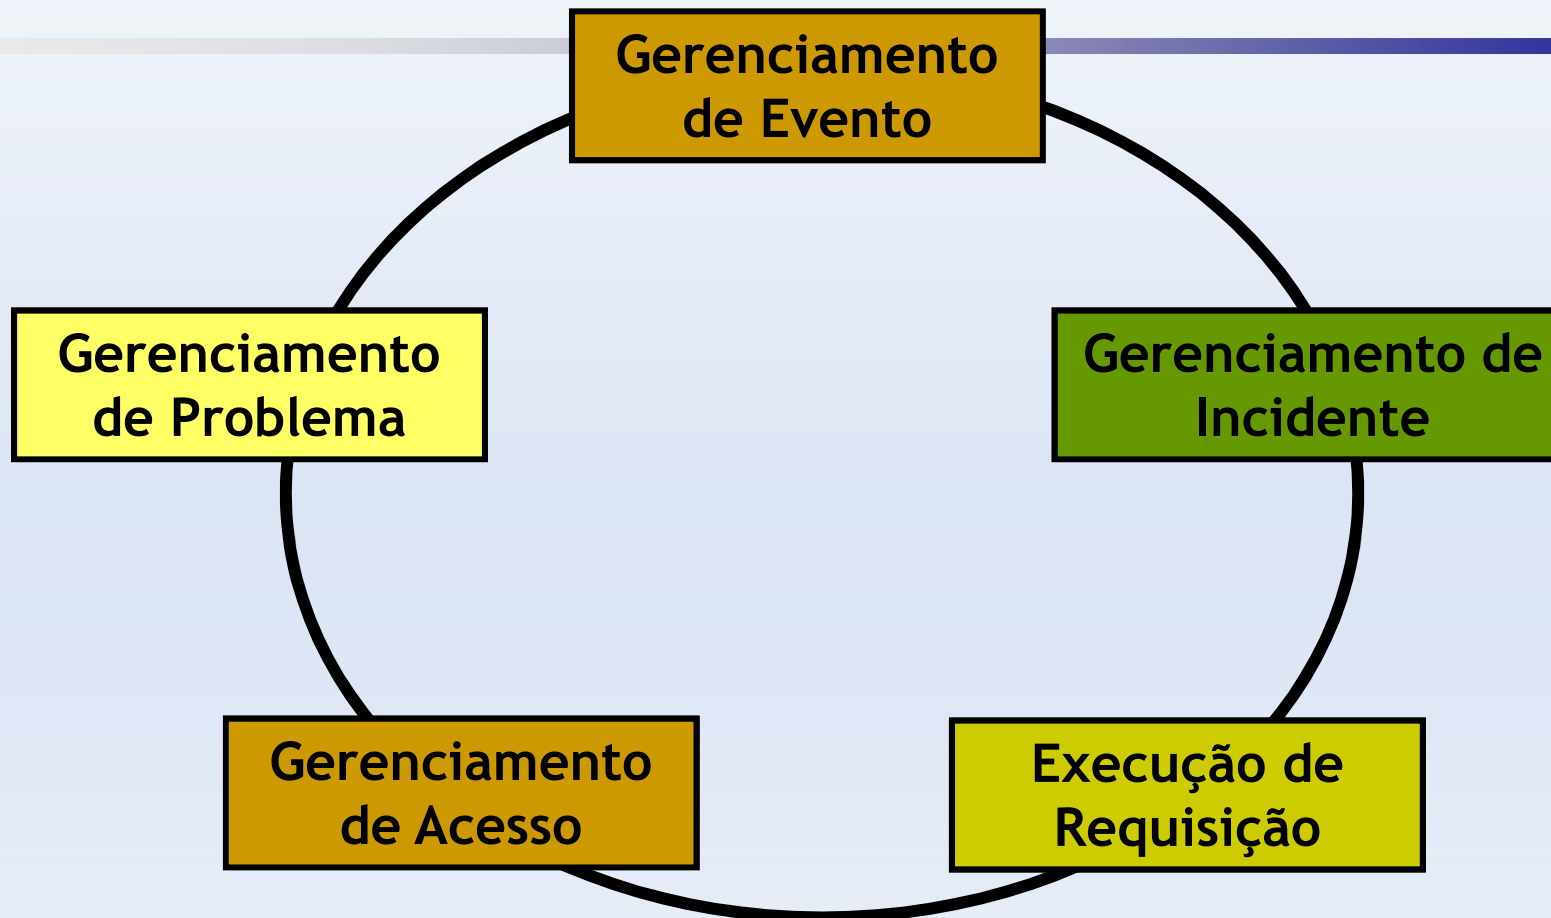 Gerenciamento
de Evento
Gerenciamento
de Problema
Gerenciamento de
Incidente
Gerenciamento
de Acesso
Execução de
Requisição